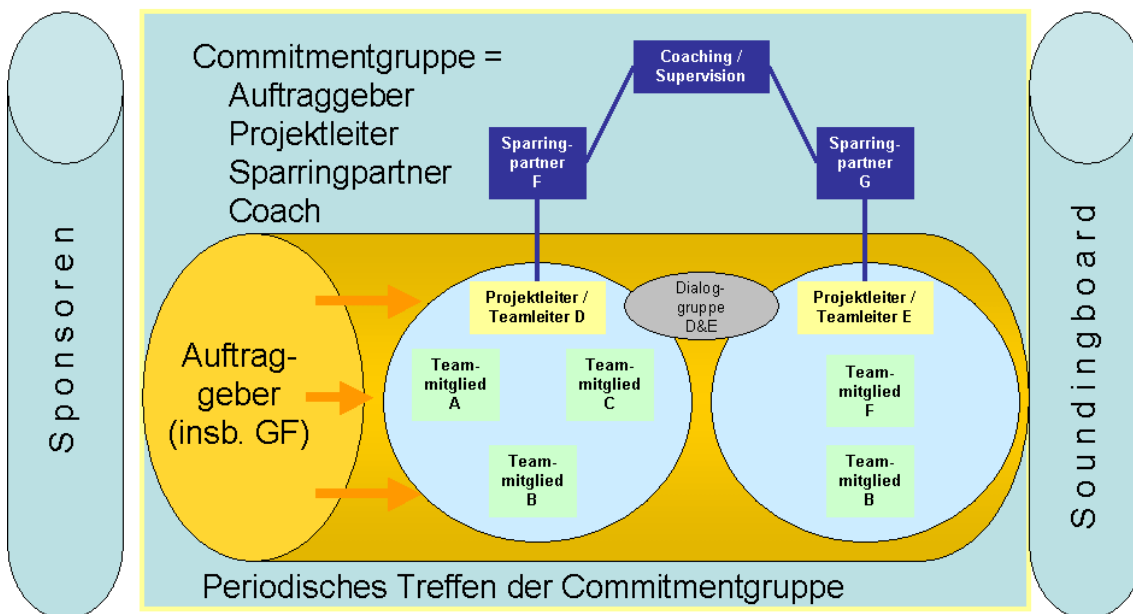 Sponsoren
Commitmentgruppe =
Auftraggeber
Projektleiter
Sparringpartner
Coach
Coaching /
Supervision
Sparring-
partner
F
Sparring-
partner
G
Auftrag-
geber
(insb. GF)
Projektleiter /
Teamleiter D
Team-
mitglied
A
Team-
mitglied
C
Team-
mitglied
B
Dialog-
gruppe
D&E
Projektleiter /
Teamleiter E
Team-
mitglied
F
Team-
mitglied
B
Periodisches Treffen der Commitmentgruppe
Soundingboard